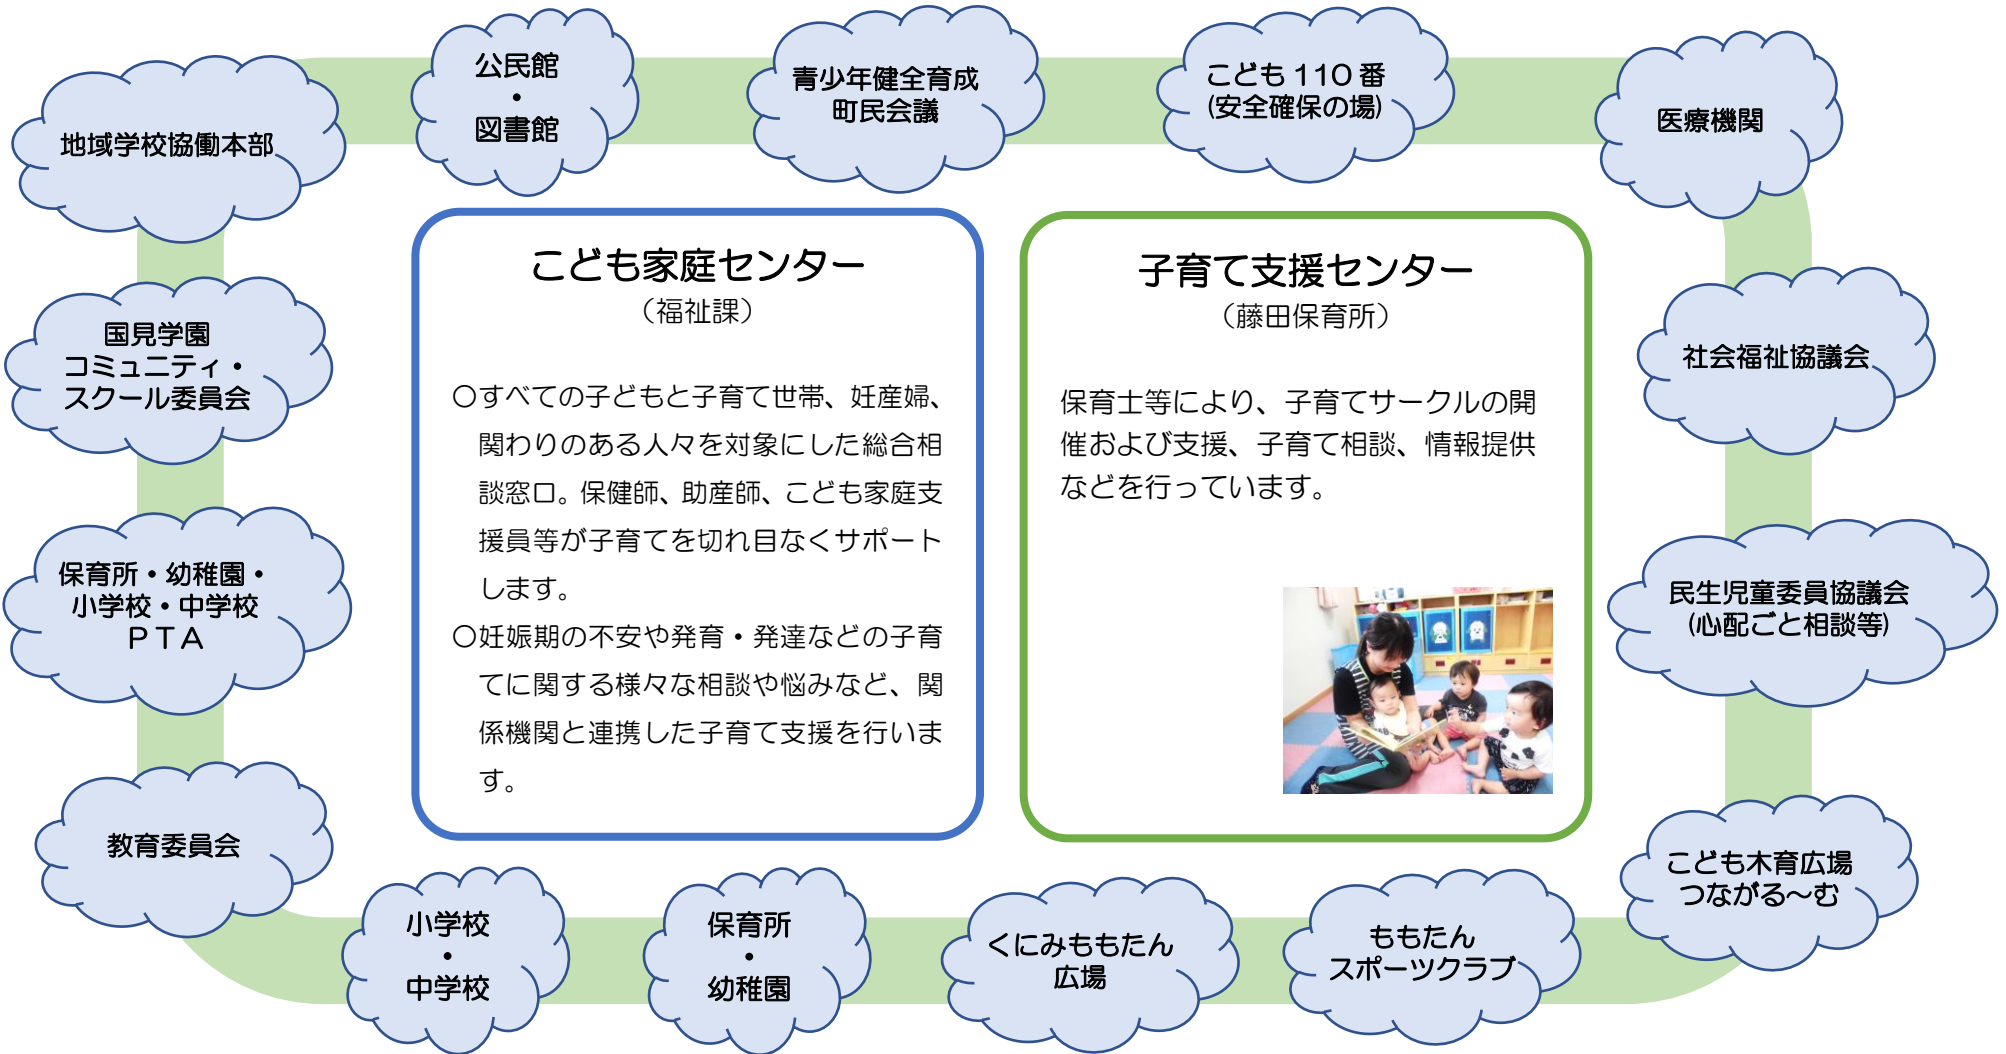 地域学校協働本部
公民館
・
図書館
青少年健全育成
町民会議
こども110番
(安全確保の場)
医療機関
国見学園
コミュニティ・
スクール委員会
保育所・幼稚園・
小学校・中学校
PTA
教育委員会
こども家庭センター
（福祉課）
〇すべての子どもと子育て世帯、妊産婦、
関わりのある人々を対象にした総合相
談窓口。保健師、助産師、こども家庭支
援員等が子育てを切れ目なくサポート
します。
〇妊娠期の不安や発育・発達などの子育
てに関する様々な相談や悩みなど、関
係機関と連携した子育て支援を行いま
す。
子育て支援センター
（藤田保育所）
保育士等により、子育てサークルの開
催および支援、子育て相談、情報提供
などを行っています。
社会福祉協議会
民生児童委員協議会
(心配ごと相談等)
こども木育広場
つながる～む
小学校
・
中学校
保育所
・
幼稚園
くにみももたん
広場
ももたん
スポーツクラブ